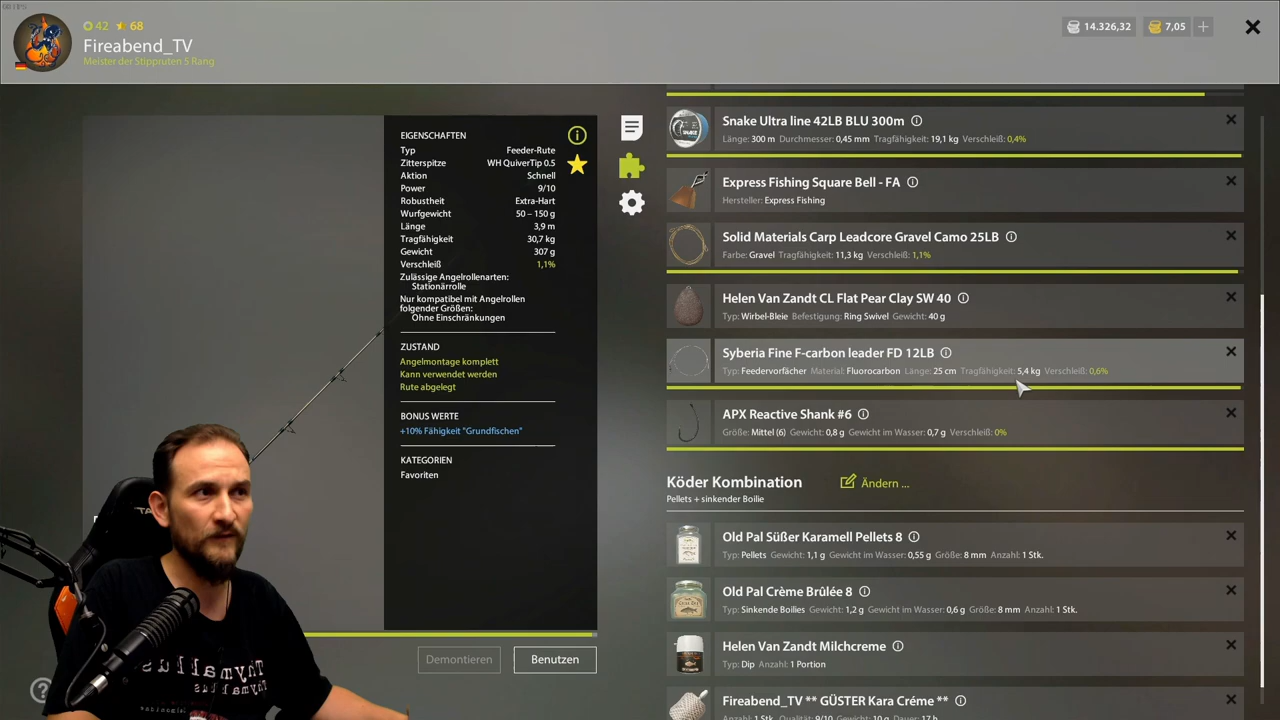 42 68
Fireabend_TV
Meister der Stippruten 5 Rang
14.326,32
7,05
EIGENSCHAFTEN
Typ Feeder-Rute
Zitterspitze WH QuiverTip 0.5
Aktion Schnell
Power 9/10
Robustheit Extra-Hart
Wurfgewicht 50 – 150 g
Länge 3,9 m
Tragfähigkeit 30,7 kg
Gewicht 307 g
Verschleiß 1,1%
Zulässige Angelrollenarten:
Stationärrolle
Nur kompatibel mit Angelrollen
folgender Größen:
Ohne Einschränkungen
ZUSTAND
Angelmontage komplett
Kann verwendet werden
Rute abgelegt
BONUS WERTE
+10% Fähigkeit "Grundfischen"
KATEGORIEN
Favoriten
Demontieren
Benutzen
Snake Ultra line 42LB BLU 300m
Länge: 300 m Durchmesser: 0,45 mm Tragfähigkeit: 19,1 kg Verschleiß: 0,4%
Express Fishing Square Bell - FA
Hersteller: Express Fishing
Solid Materials Carp Leadcore Gravel Camo 25LB
Farbe: Gravel Tragfähigkeit: 11,3 kg Verschleiß: 1,1%
Helen Van Zandt CL Flat Pear Clay SW 40
Typ: Wirbel-Bleie Befestigung: Ring Swivel Gewicht: 40 g
Syberia Fine F-carbon leader FD 12LB
Typ: Feedervorfächer Material: Fluorocarbon Länge: 25 cm Tragfähigkeit: 5,4 kg Verschleiß: 0,6%
APX Reactive Shank #6
Größe: Mittel (6) Gewicht: 0,8 g Gewicht im Wasser: 0,7 g Verschleiß: 0%
Köder Kombination
Ändern ...
Pellets + sinkender Boilie
Old Pal Süßer Karamell Pellets 8
Typ: Pellets Gewicht: 1,1 g Gewicht im Wasser: 0,55 g Größe: 8 mm Anzahl: 1 Stk.
Old Pal Crème Brûlée 8
Typ: Sinkende Boilies Gewicht: 1,2 g Gewicht im Wasser: 0,6 g Größe: 8 mm Anzahl: 1 Stk.
Helen Van Zandt Milchcreme
Typ: Dip Anzahl: 1 Portion
Fireabend_TV ** GÜSTER Kara Créme **
Anzahl: 1 Stk. Qualität: 9/10 Gewicht: 10 g Dauer: 17 h